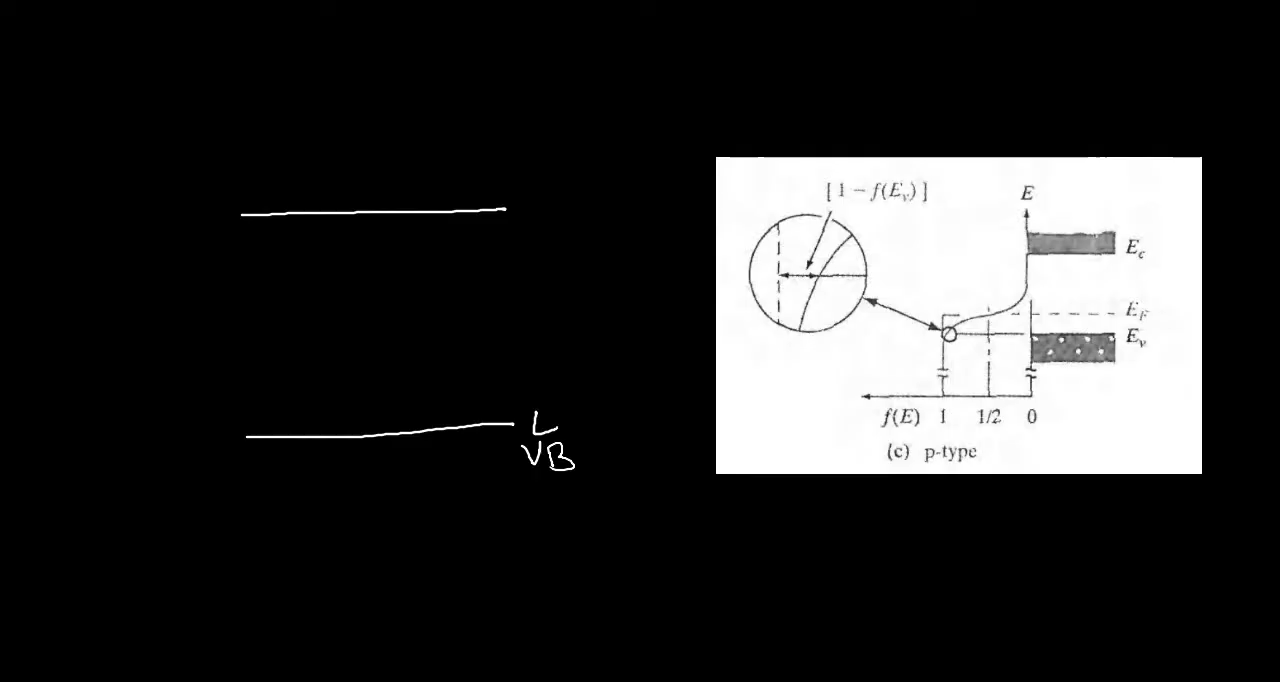 L
VB
[1 − f(E_v)]
E
E_c
E_F
E_v
f(E) 1 1/2 0
(c) p-type